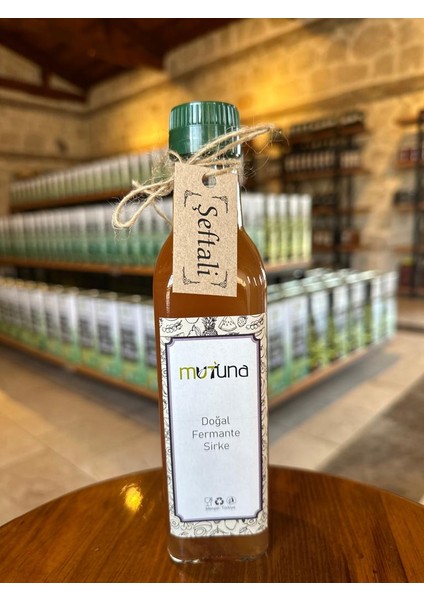 Şeftali
mutuna
Doğal
Fermante
Sirke